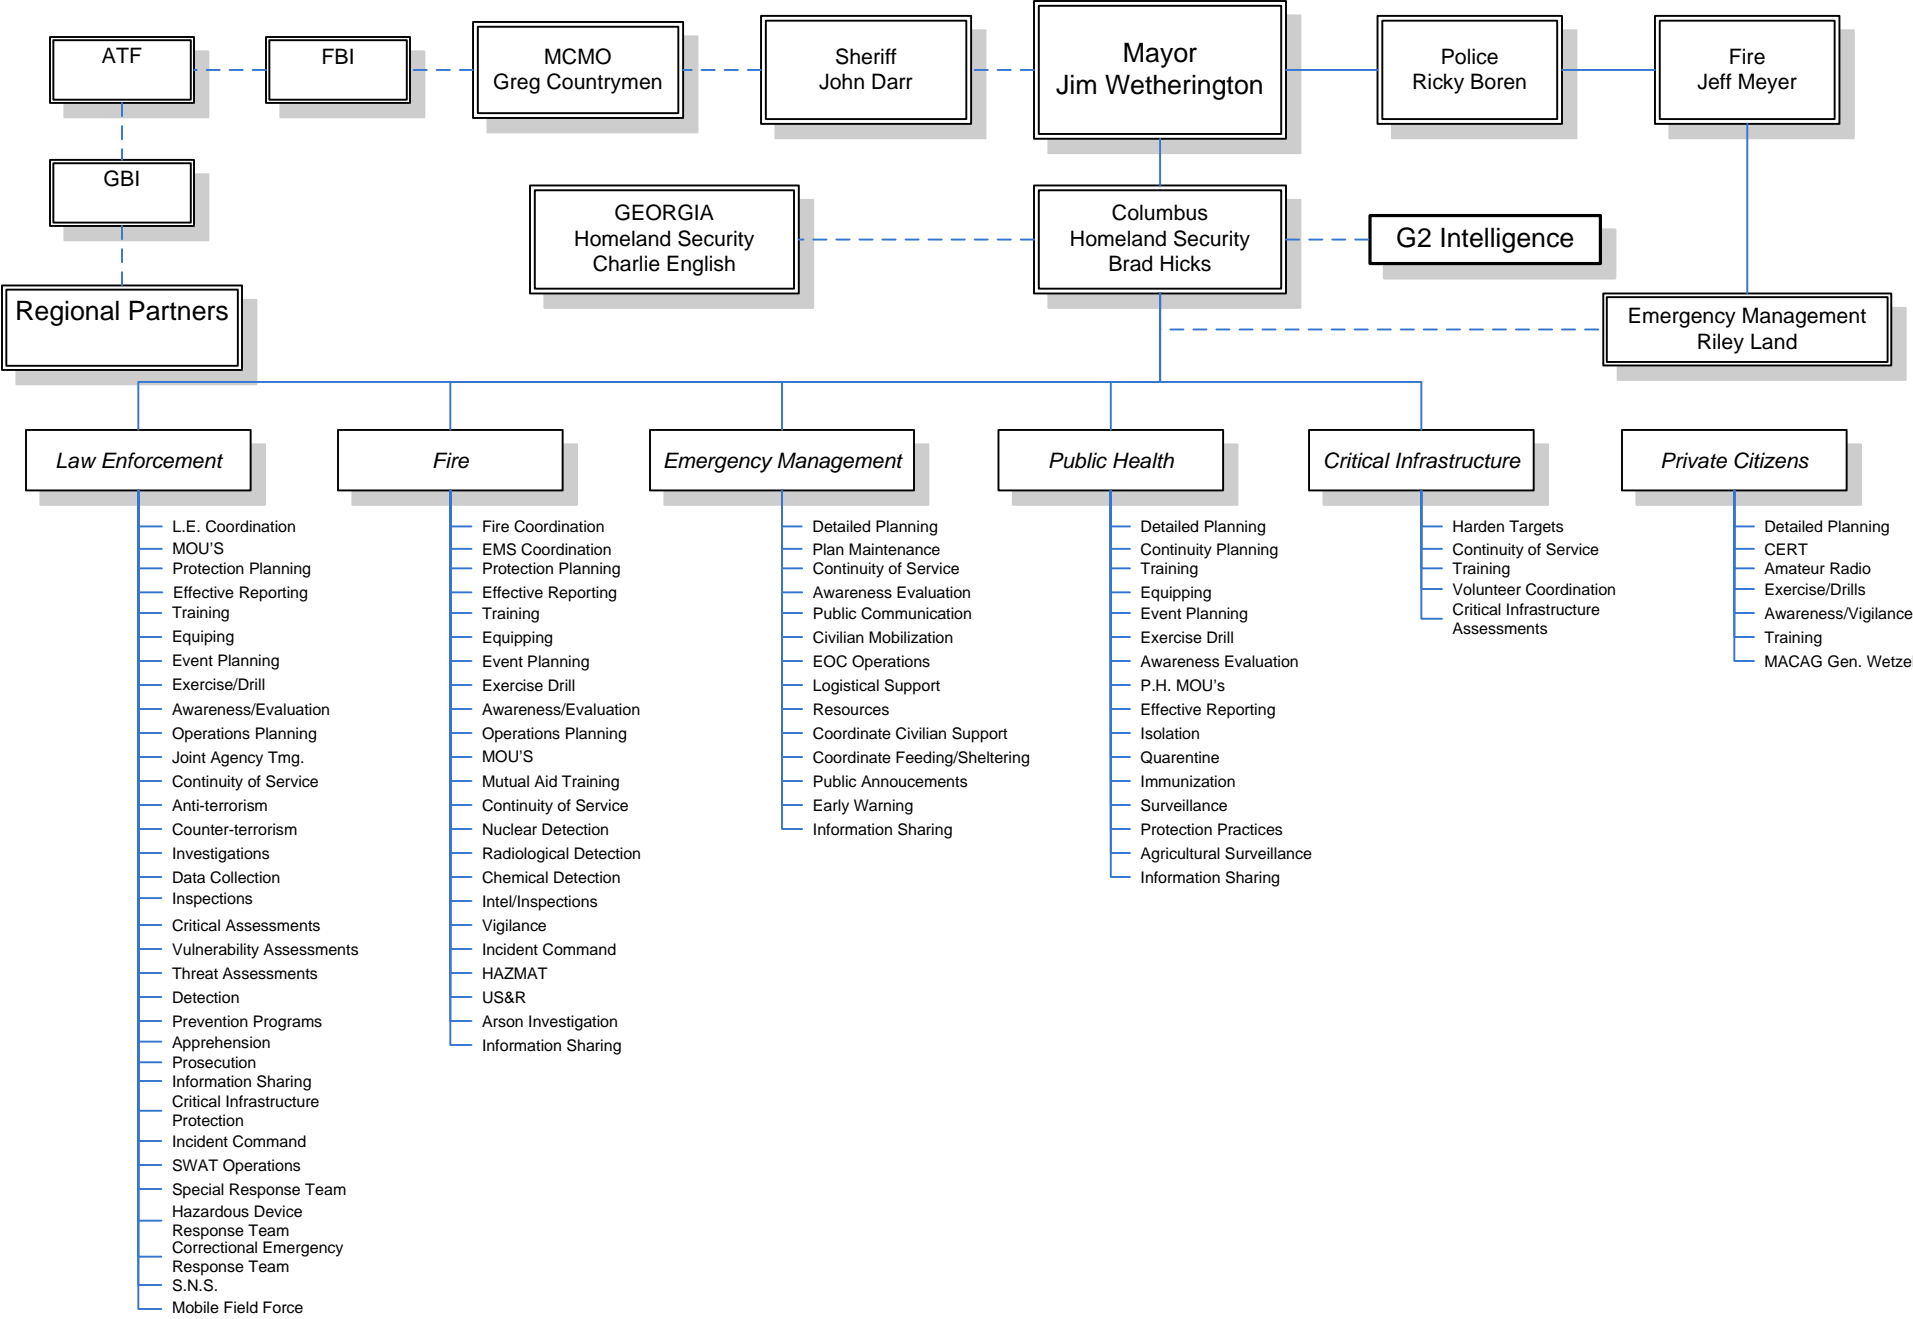 ATF
FBI
MCMO
Greg Countrymen
Sheriff
John Darr
Mayor
Jim Wetherington
Police
Ricky Boren
Fire
Jeff Meyer
GBI
GEORGIA
Homeland Security
Charlie English
Columbus
Homeland Security
Brad Hicks
G2 Intelligence
Regional Partners
Emergency Management
Riley Land
Law Enforcement
L.E. Coordination
MOU'S
Protection Planning
Effective Reporting
Training
Equiping
Event Planning
Exercise/Drill
Awareness/Evaluation
Operations Planning
Joint Agency Tmg.
Continuity of Service
Anti-terrorism
Counter-terrorism
Investigations
Data Collection
Inspections
Critical Assessments
Vulnerability Assessments
Threat Assessments
Detection
Prevention Programs
Apprehension
Prosecution
Information Sharing
Critical Infrastructure
Protection
Incident Command
SWAT Operations
Special Response Team
Hazardous Device
Response Team
Correctional Emergency
Response Team
S.N.S.
Mobile Field Force
Fire
Fire Coordination
EMS Coordination
Protection Planning
Effective Reporting
Training
Equipping
Event Planning
Exercise Drill
Awareness/Evaluation
Operations Planning
MOU'S
Mutual Aid Training
Continuity of Service
Nuclear Detection
Radiological Detection
Chemical Detection
Intel/Inspections
Vigilance
Incident Command
HAZMAT
US&R
Arson Investigation
Information Sharing
Emergency Management
Detailed Planning
Plan Maintenance
Continuity of Service
Awareness Evaluation
Public Communication
Civilian Mobilization
EOC Operations
Logistical Support
Resources
Coordinate Civilian Support
Coordinate Feeding/Sheltering
Public Annoucements
Early Warning
Information Sharing
Public Health
Detailed Planning
Continuity Planning
Training
Equipping
Event Planning
Exercise Drill
Awareness Evaluation
P.H. MOU's
Effective Reporting
Isolation
Quarentine
Immunization
Surveillance
Protection Practices
Agricultural Surveillance
Information Sharing
Critical Infrastructure
Harden Targets
Continuity of Service
Training
Volunteer Coordination
Critical Infrastructure
Assessments
Private Citizens
Detailed Planning
CERT
Amateur Radio
Exercise/Drills
Awareness/Vigilance
Training
MACAG Gen. Wetzel